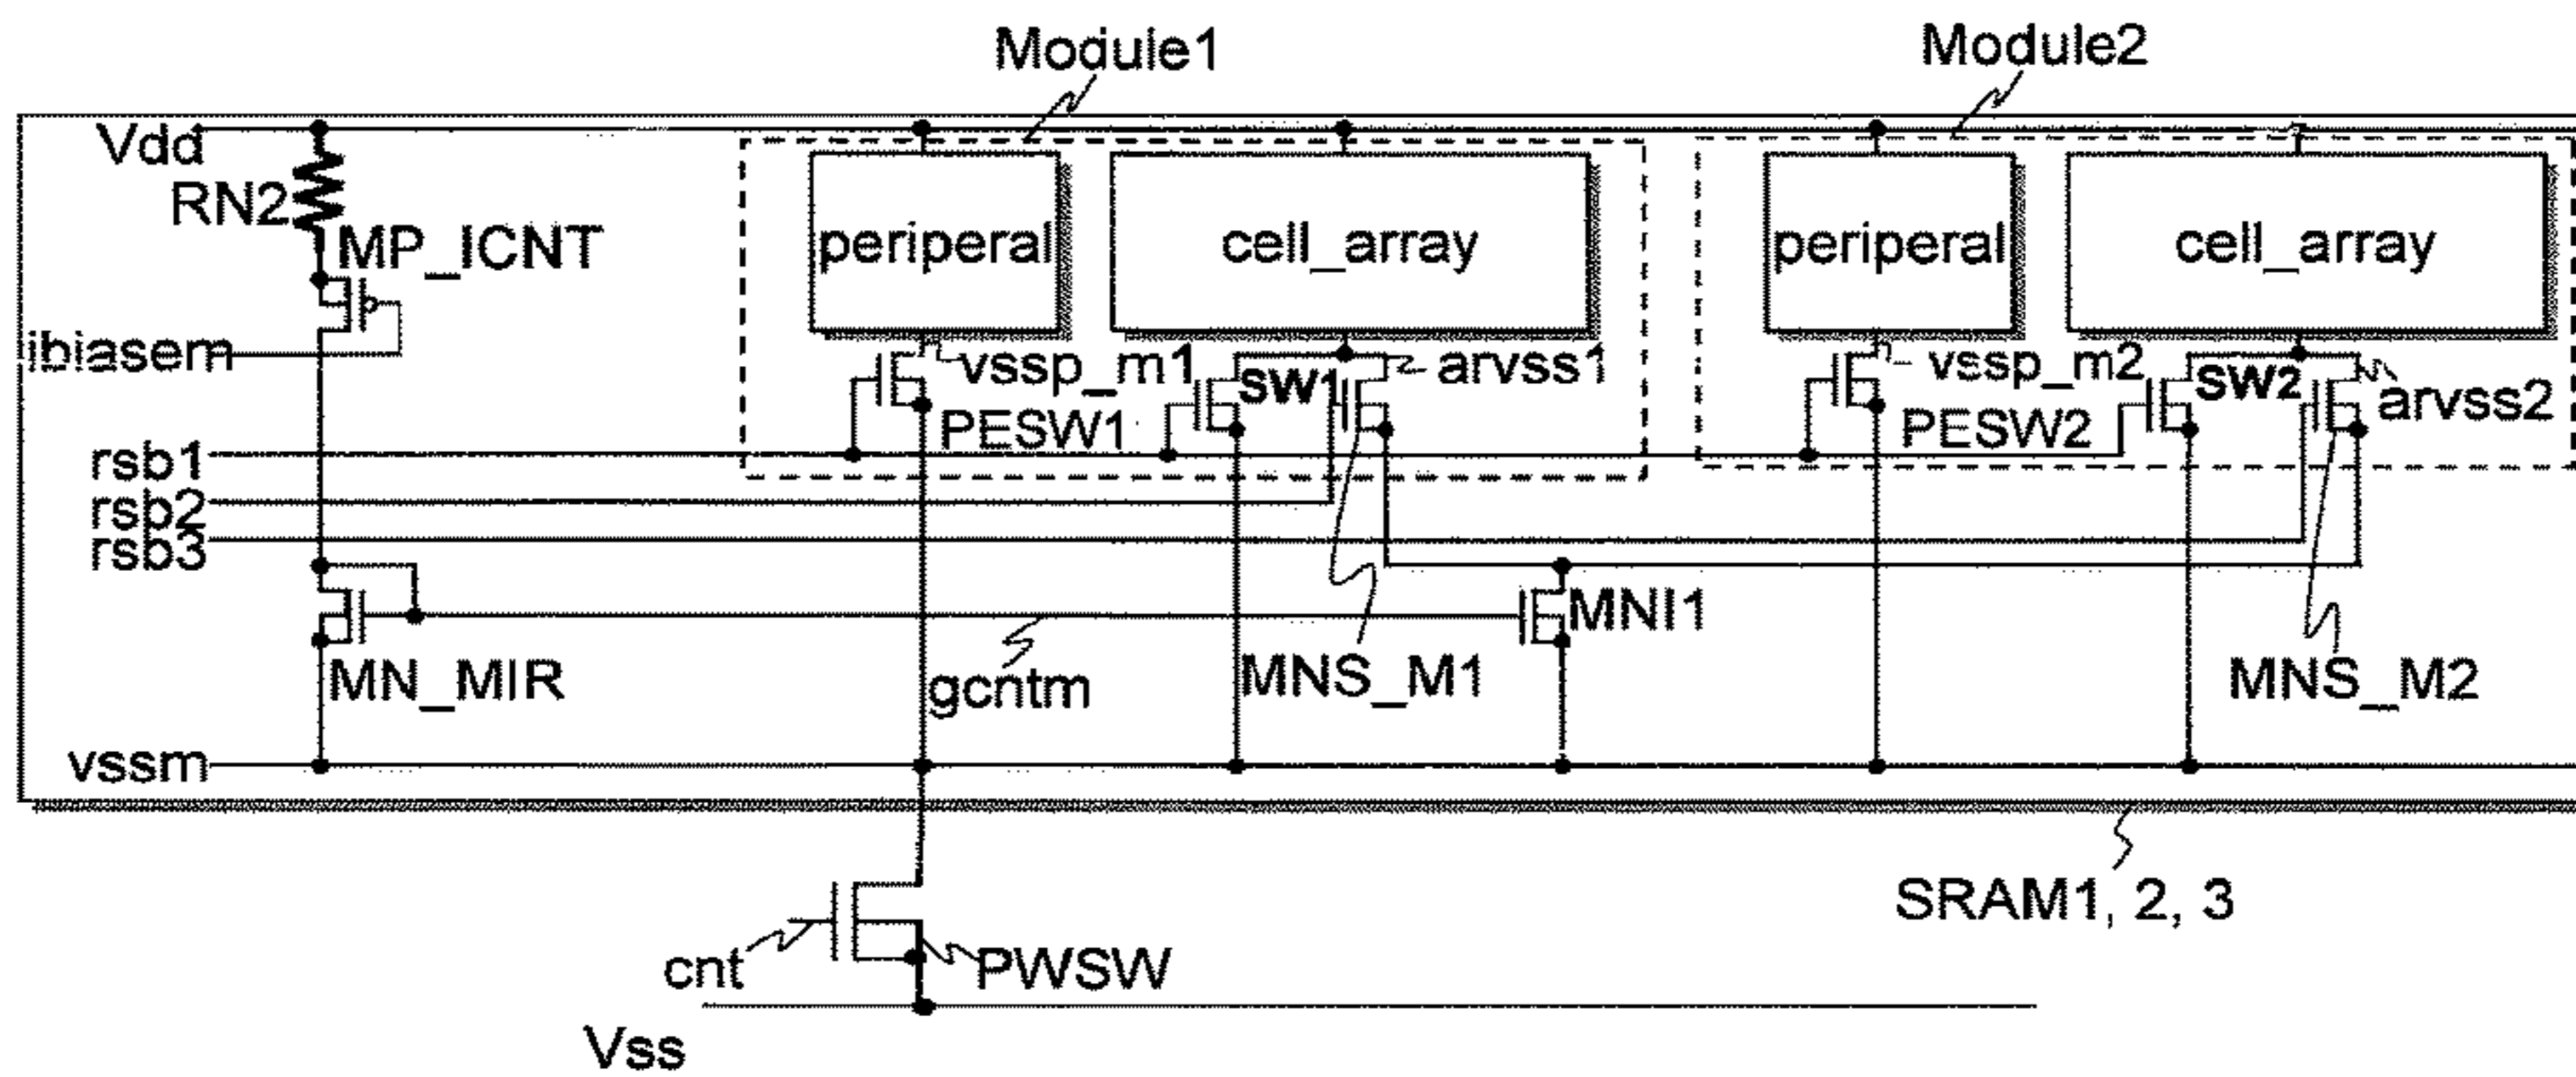 Module1
Module2
Vdd
RN2
MP_ICNT
periperal
cell_array
periperal
cell_array
ibiasem
vssp_m1
SW1
arvss1
vssp_m2
SW2
arvss2
PESW1
PESW2
rsb1
rsb2
rsb3
MNI1
MN_MIR
gcntm
MNS_M1
MNS_M2
vssm
SRAM1, 2, 3
cnt
PWSW
Vss